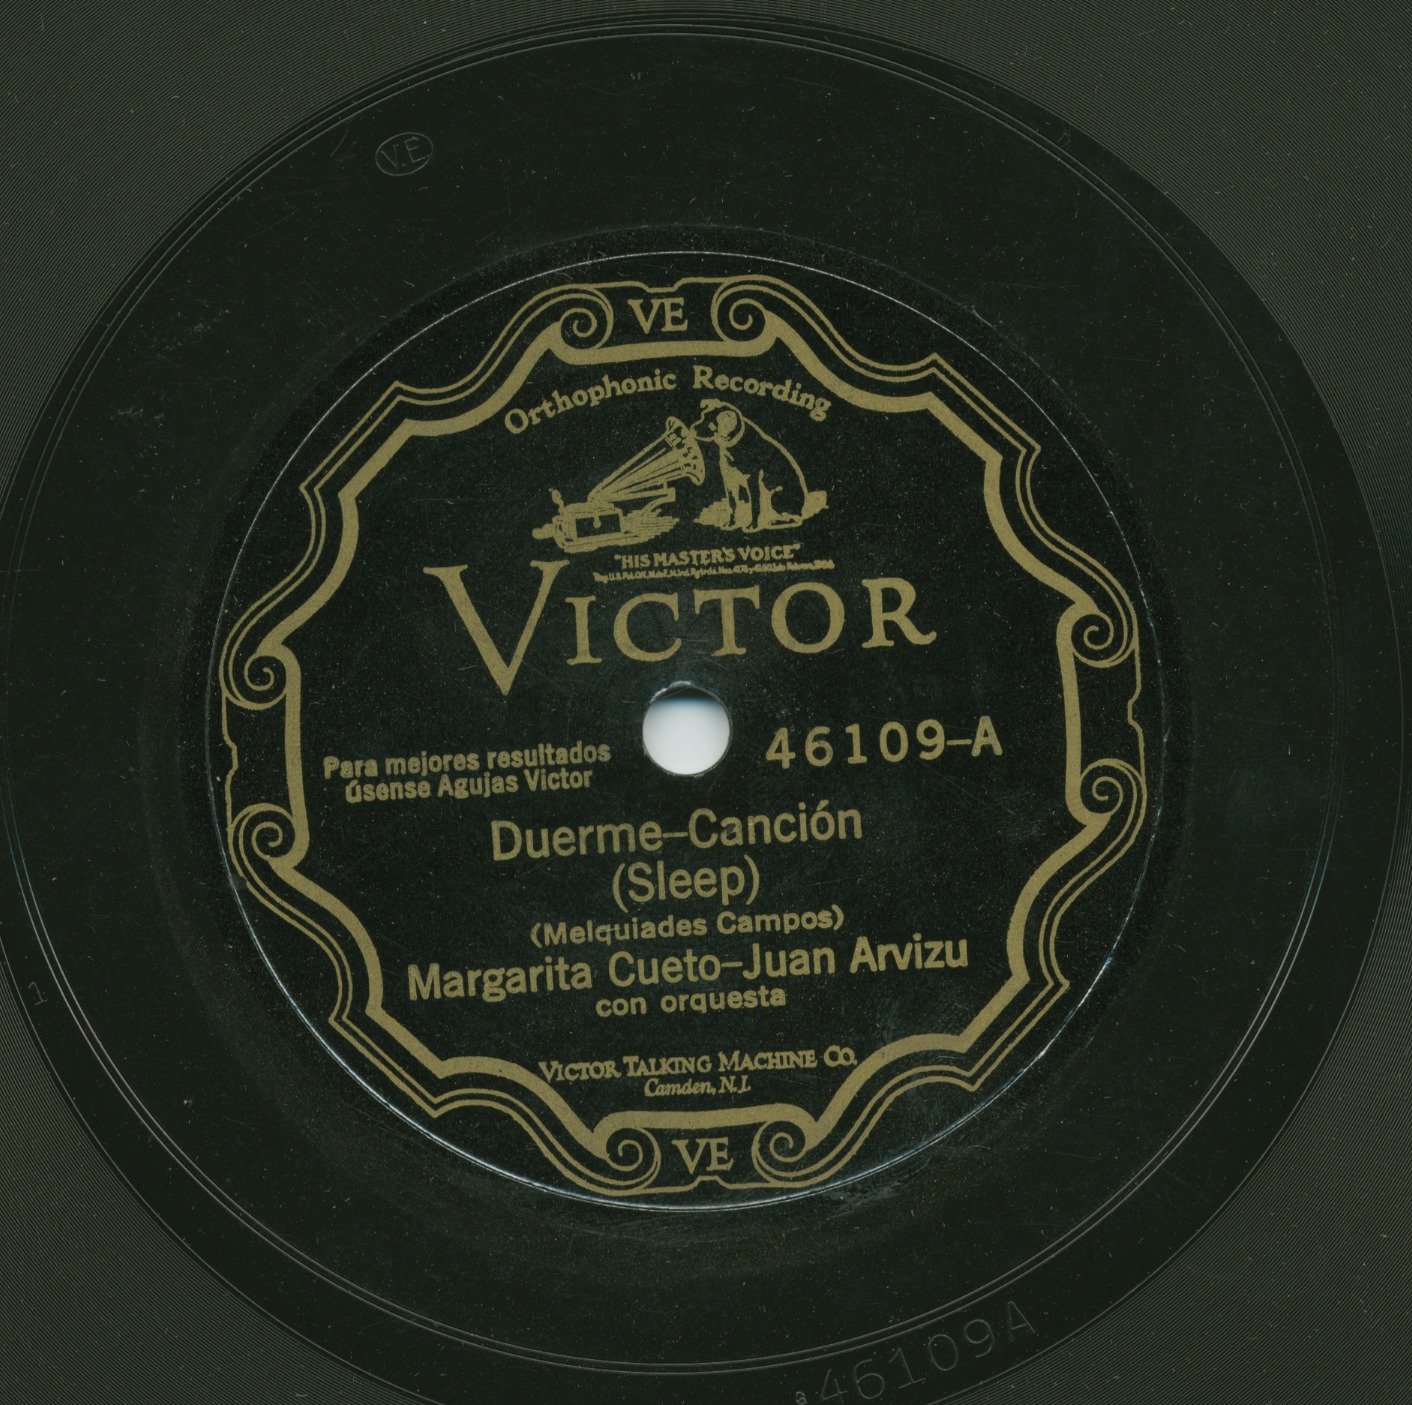 V.E
VE
Orthophonic Recording
"HIS MASTER'S VOICE"
VICTOR
46109-A
Para mejores resultados
úsense Agujas Victor
Duerme-Canción
(Sleep)
(Melquiades Campos)
Margarita Cueto-Juan Arvizu
con orquesta
VICTOR TALKING MACHINE CO.
Camden, N.J.
VE
1
46109A